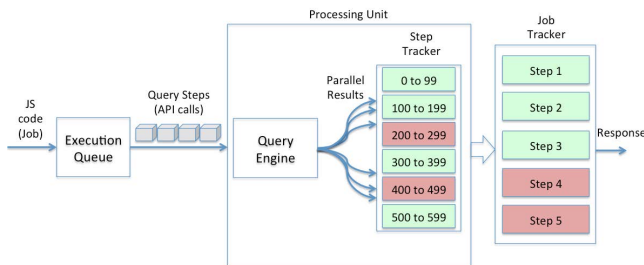 Processing Unit
Job
Tracker
Step
Tracker
JS
code
(Job)
Query Steps
(API calls)
Parallel
Results
Execution
Queue
Query
Engine
0 to 99
100 to 199
200 to 299
300 to 399
400 to 499
500 to 599
Step 1
Step 2
Step 3
Step 4
Step 5
Response